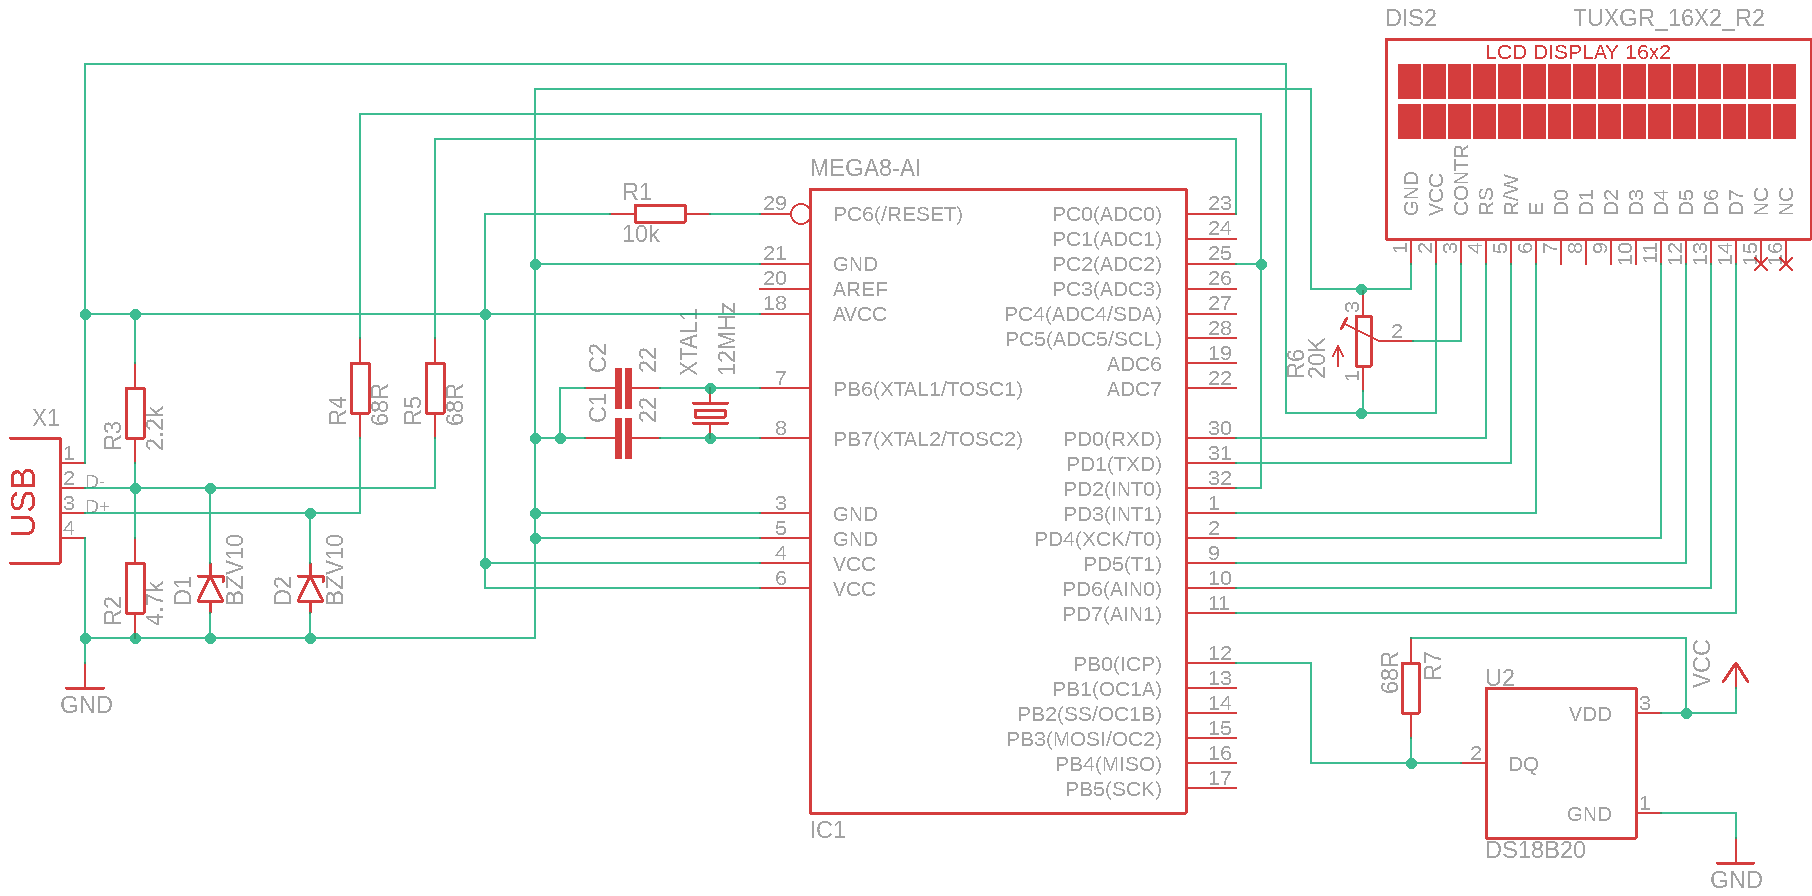 DIS2 TUXGR_16X2_R2
LCD DISPLAY 16x2
GND VCC CONTR RS R/W E D0 D1 D2 D3 D4 D5 D6 D7 NC NC
1 2 3 4 5 6 7 8 9 10 11 12 13 14 15 16
MEGA8-AI
R1
10k
29 PC6(/RESET)
21 GND
20 AREF
18 AVCC
7 PB6(XTAL1/TOSC1)
8 PB7(XTAL2/TOSC2)
3 GND
5 GND
4 VCC
6 VCC
PC0(ADC0) 23
PC1(ADC1) 24
PC2(ADC2) 25
PC3(ADC3) 26
PC4(ADC4/SDA) 27
PC5(ADC5/SCL) 28
ADC6 19
ADC7 22
PD0(RXD) 30
PD1(TXD) 31
PD2(INT0) 32
PD3(INT1) 1
PD4(XCK/T0) 2
PD5(T1) 9
PD6(AIN0) 10
PD7(AIN1) 11
PB0(ICP) 12
PB1(OC1A) 13
PB2(SS/OC1B) 14
PB3(MOSI/OC2) 15
PB4(MISO) 16
PB5(SCK) 17
IC1
C2 22
C1 22
XTAL1
12MHz
R6
20K
3
2
1
X1
USB
1
2 D-
3 D+
4
R3
2.2k
R2
4.7k
D1
BZV10
D2
BZV10
R4
68R
R5
68R
GND
68R
R7
VCC
U2
VDD 3
2 DQ
GND 1
DS18B20
GND